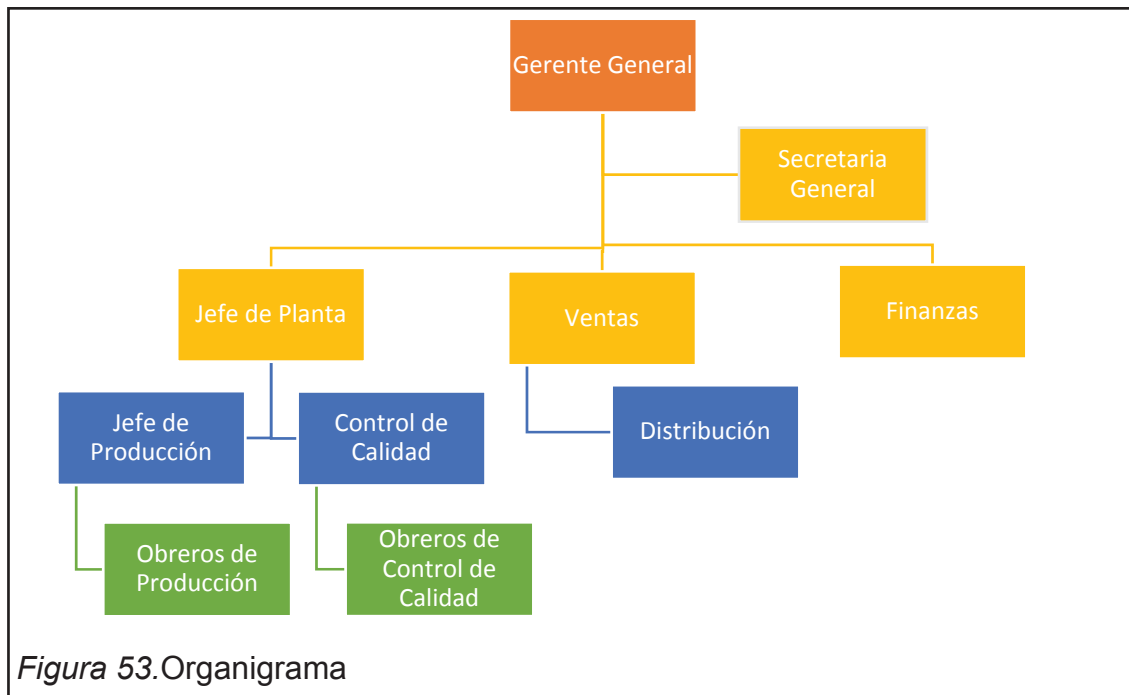 Gerente General
Secretaria
General
Jefe de Planta
Ventas
Finanzas
Jefe de
Producción
Control de
Calidad
Distribución
Obreros de
Producción
Obreros de
Control de
Calidad
Figura 53.Organigrama